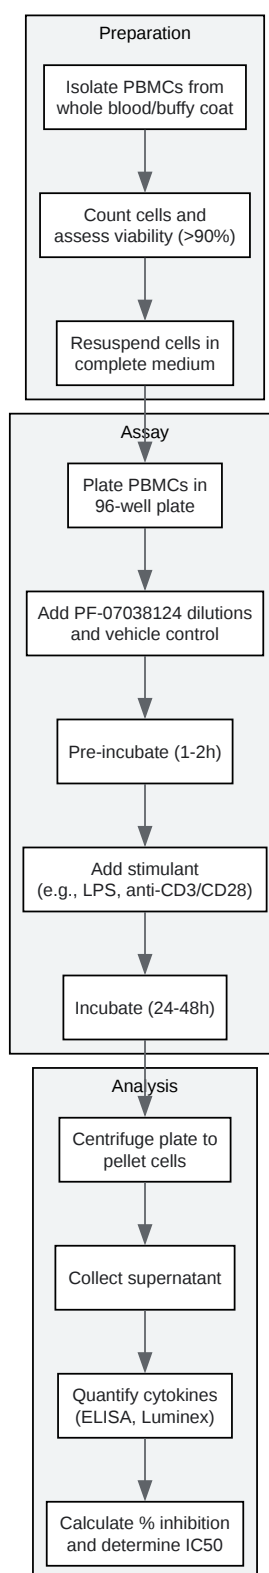 Preparation
Isolate PBMCs from
whole blood/buffy coat
Count cells and
assess viability (>90%)
Resuspend cells in
complete medium
Assay
Plate PBMCs in
96-well plate
Add PF-07038124 dilutions
and vehicle control
Pre-incubate (1-2h)
Add stimulant
(e.g., LPS, anti-CD3/CD28)
Incubate (24-48h)
Analysis
Centrifuge plate to
pellet cells
Collect supernatant
Quantify cytokines
(ELISA, Luminex)
Calculate % inhibition
and determine IC50